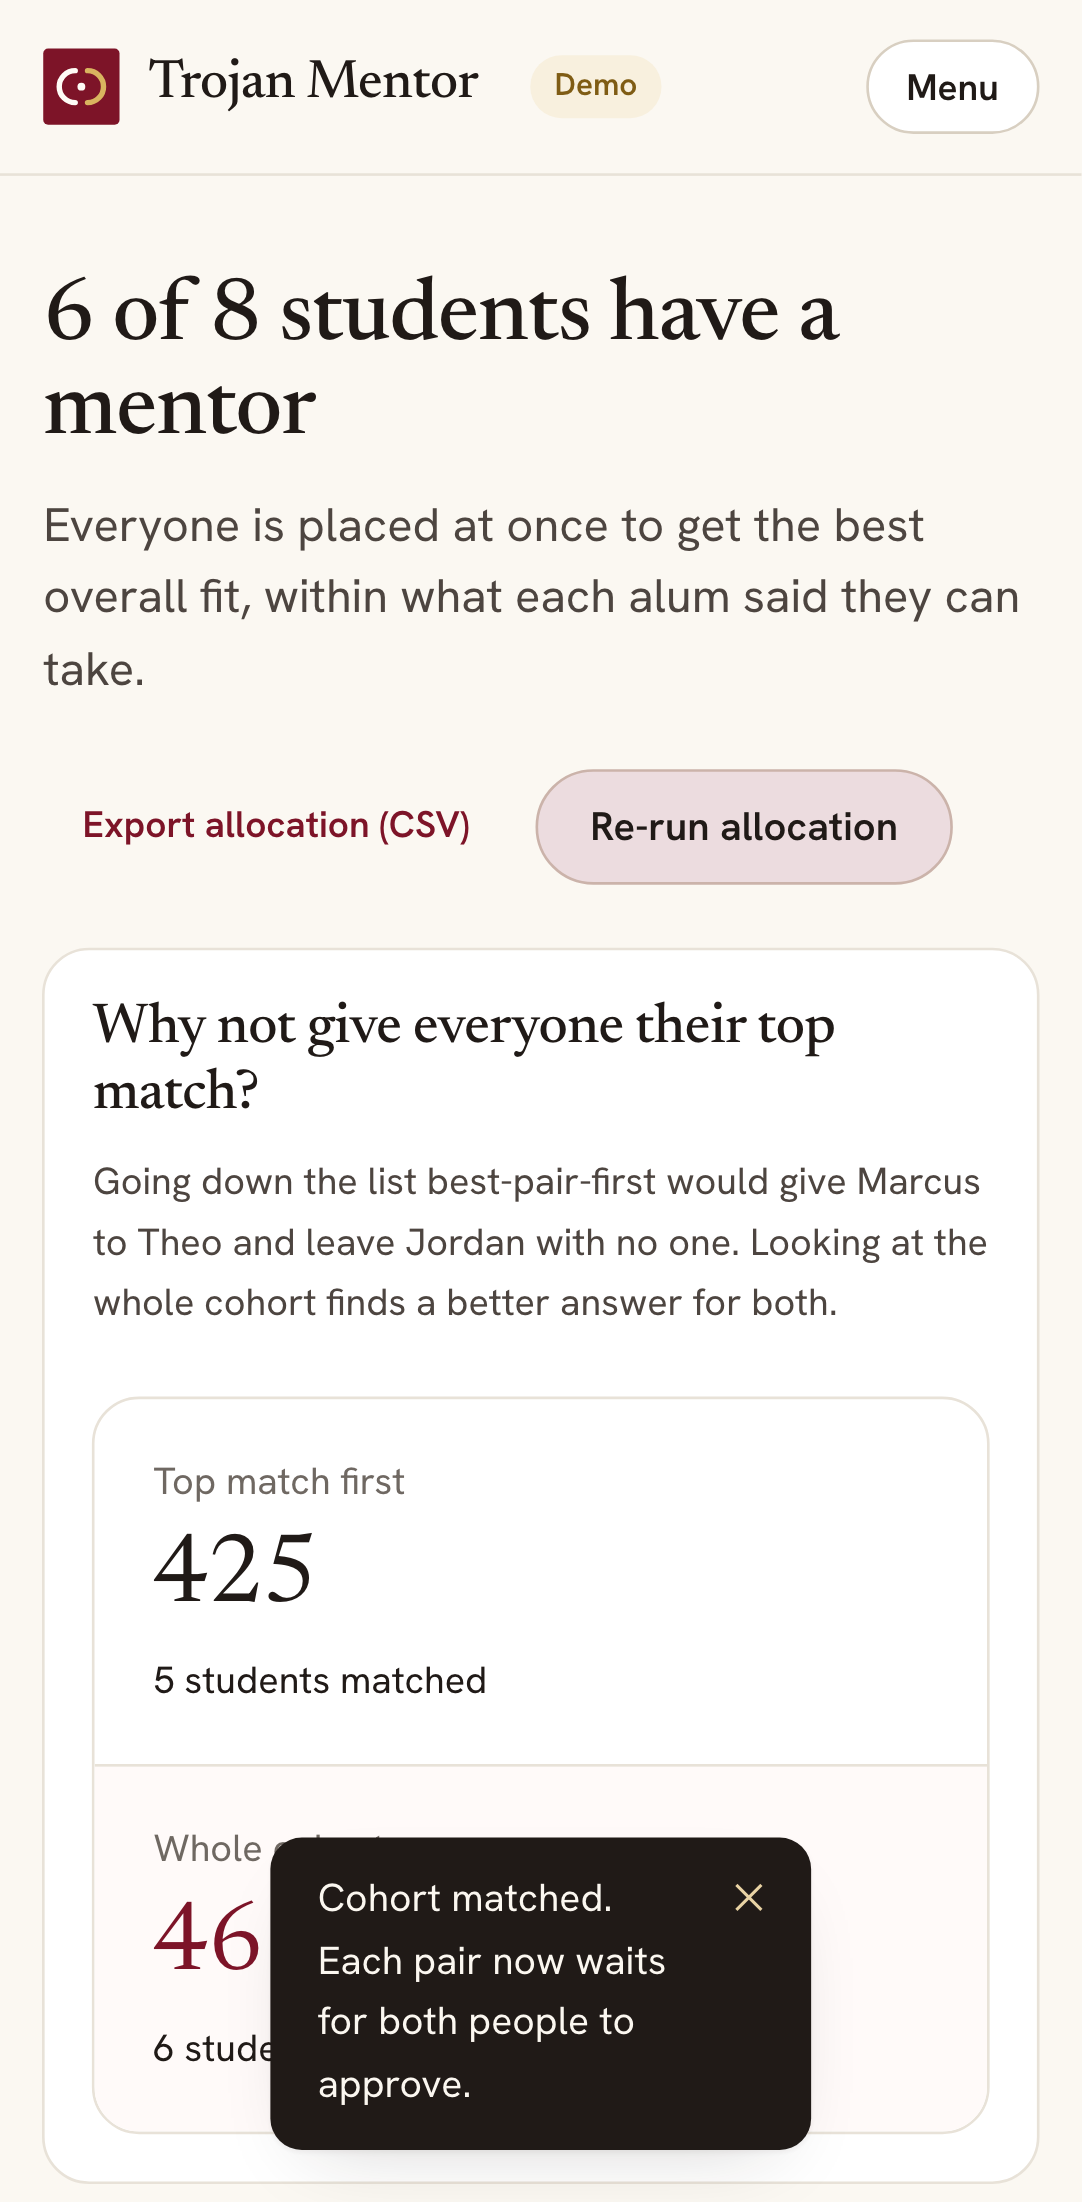 Trojan Mentor
Demo
Menu
6 of 8 students have a
mentor
Everyone is placed at once to get the best
overall fit, within what each alum said they can
take.
Export allocation (CSV)
Re-run allocation
Why not give everyone their top
match?
Going down the list best-pair-first would give Marcus
to Theo and leave Jordan with no one. Looking at the
whole cohort finds a better answer for both.
Top match first
425
5 students matched
Whole
46
6
Cohort matched.
Each pair now waits
for both people to
approve.